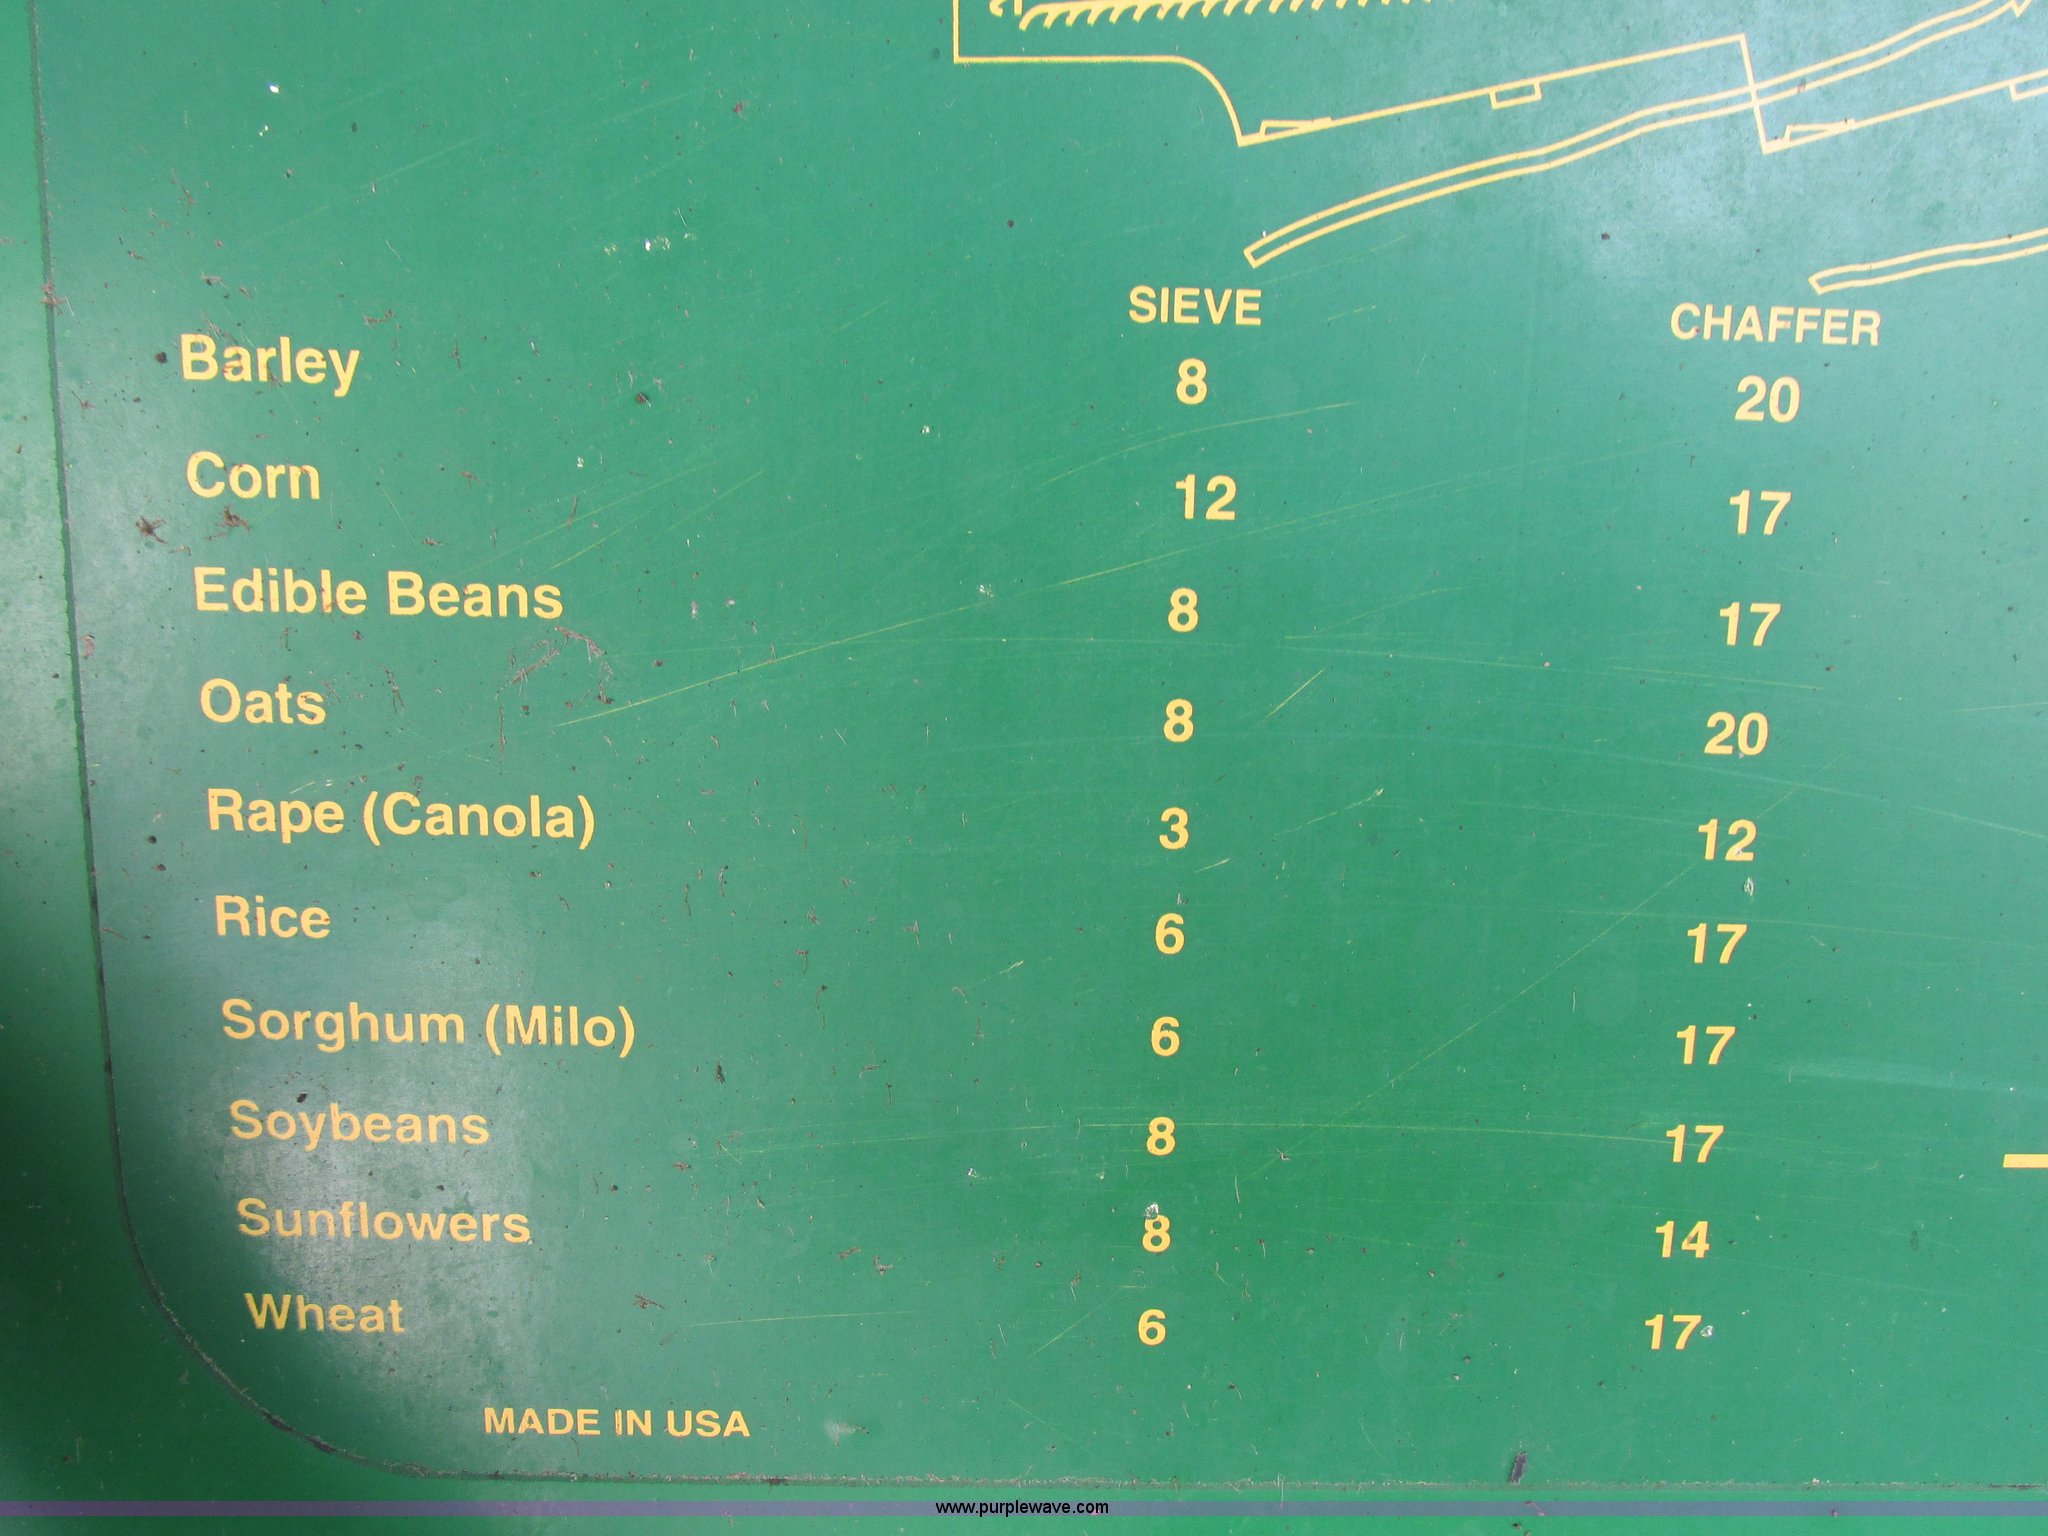 SIEVE CHAFFER
Barley 8 20
Corn 12 17
Edible Beans 8 17
Oats 8 20
Rape (Canola) 3 12
Rice 6 17
Sorghum (Milo) 6 17
Soybeans 8 17
Sunflowers 8 14
Wheat 6 17
MADE IN USA
www.purplewave.com